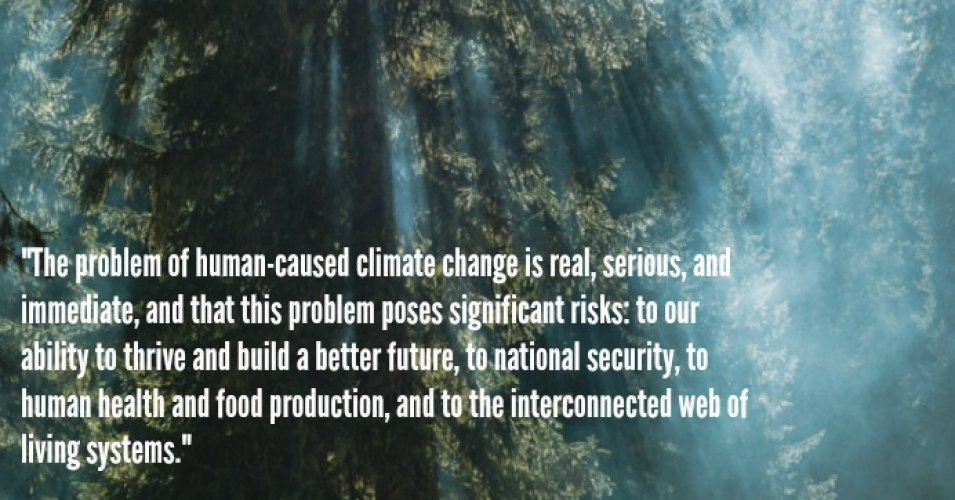 "The problem of human-caused climate change is real, serious, and
immediate, and that this problem poses significant risks: to our
ability to thrive and build a better future, to national security, to
human health and food production, and to the interconnected web of
living systems."